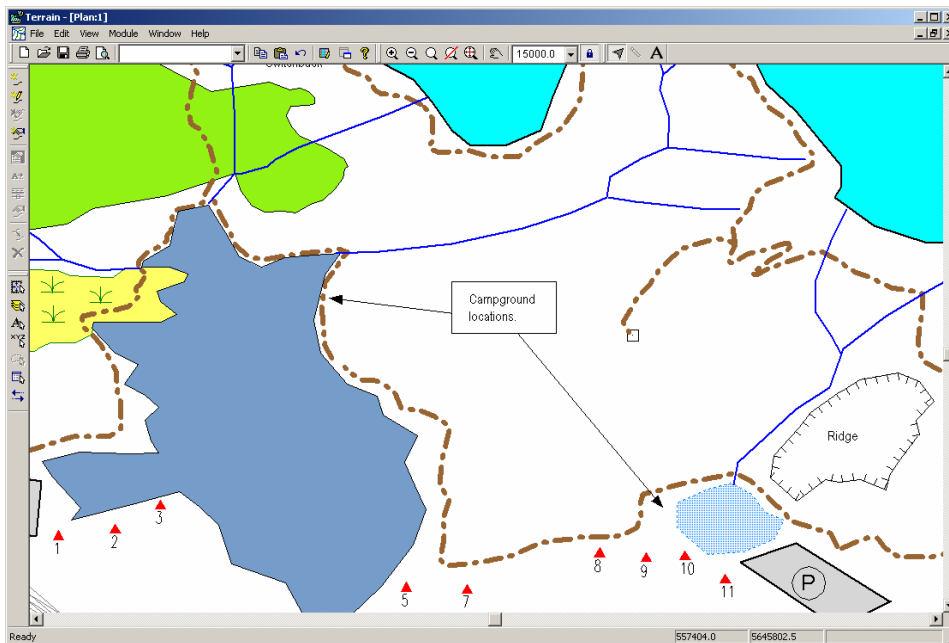 Terrain - [Plan:1]
File Edit View Module Window Help
15000.0
A
Campground
locations.
Ridge
3
2
1
8
9
10
11
5
7
P
Ready
557404.0
5645802.5